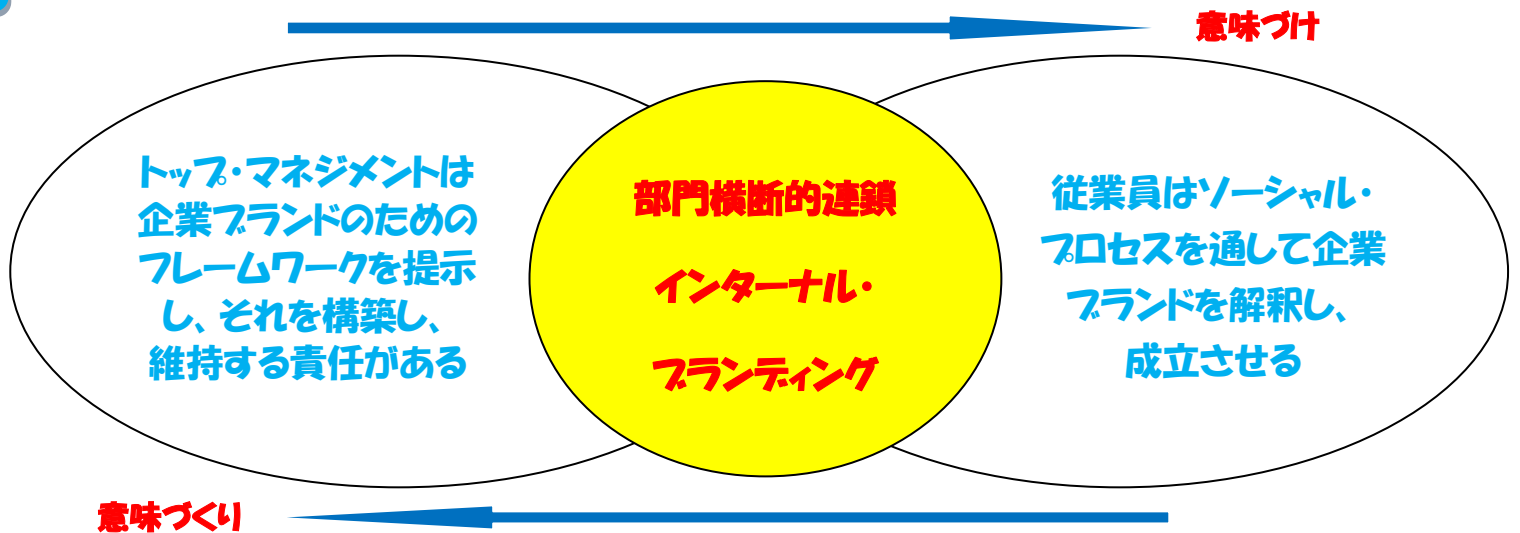 意味づけ
トップ・マネジメントは
企業ブランドのための
フレームワークを提示
し、それを構築し、
維持する責任がある
部門横断的連鎖
インターナル・
ブランディング
従業員はソーシャル・
プロセスを通して企業
ブランドを解釈し、
成立させる
意味づくり